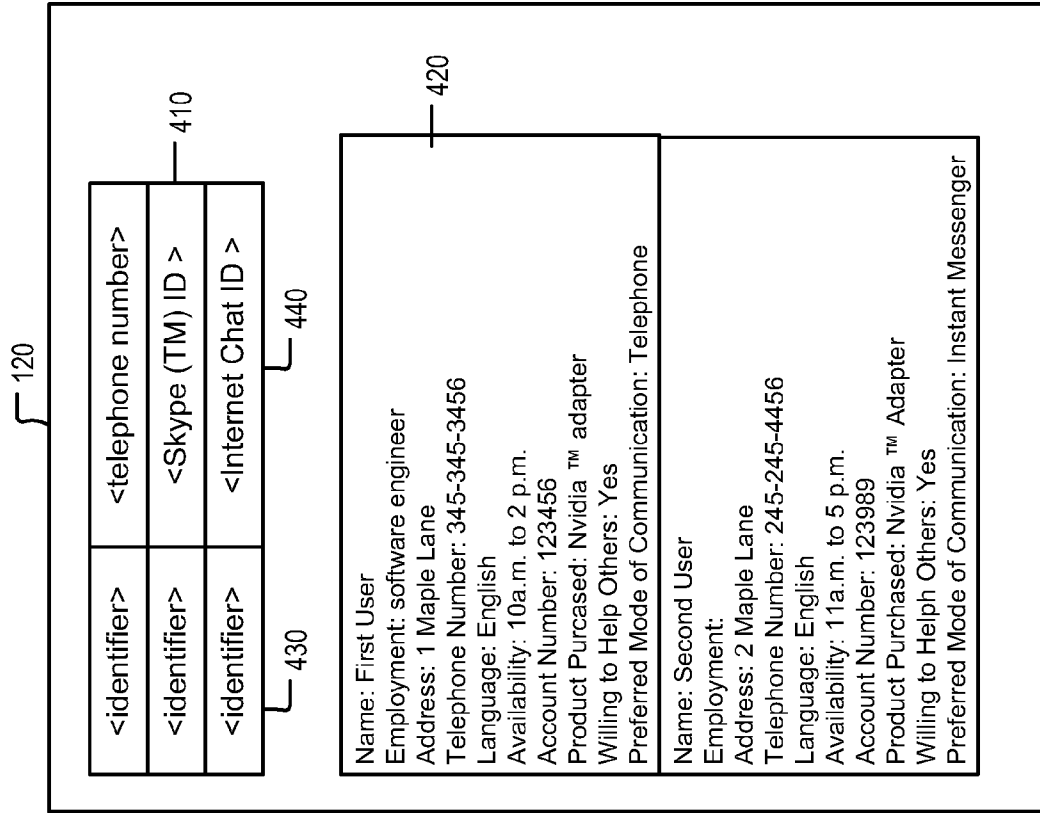 120
<identifier> <telephone number>
<identifier> <Skype (TM) ID >
<identifier> <Internet Chat ID >
410
430
440
420
Name: First User
Employment: software engineer
Address: 1 Maple Lane
Telephone Number: 345-345-3456
Language: English
Availability: 10a.m. to 2 p.m.
Account Number: 123456
Product Purcased: Nvidia ™ adapter
Willing to Help Others: Yes
Preferred Mode of Communication: Telephone
Name: Second User
Employment:
Address: 2 Maple Lane
Telephone Number: 245-245-4456
Language: English
Availability: 11a.m. to 5 p.m.
Account Number: 123989
Product Purchased: Nvidia ™ Adapter
Willing to Helph Others: Yes
Preferred Mode of Communication: Instant Messenger